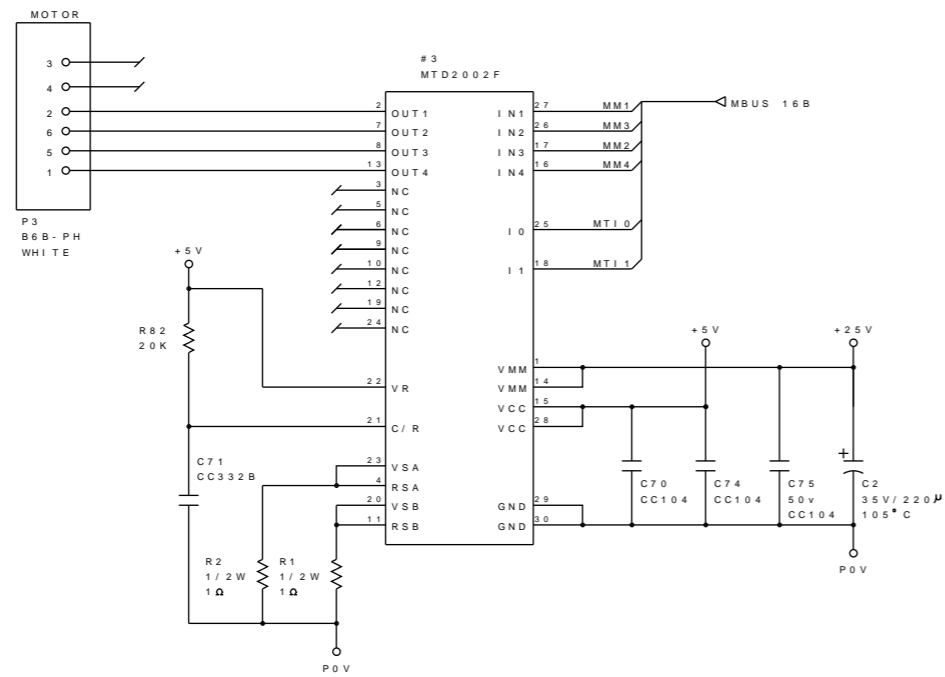 MOTOR
3
4
2
6
5
1
P3
B6B-PH
WHITE
#3
MTD2002F
2 OUT1
7 OUT2
8 OUT3
13 OUT4
3 NC
5 NC
6 NC
9 NC
10 NC
12 NC
19 NC
24 NC
22 VR
21 C/R
23 VSA
4 RSA
20 VSB
11 RSB
IN1 27 MM1
IN2 26 MM3
IN3 17 MM2
IN4 16 MM4
I0 25 MTI0
I1 18 MTI1
MBUS 16B
VMM 1
VMM 14
VCC 15
VCC 28
GND 29
GND 30
+5V
R82
20K
C71
CC332B
R2
1/2W
1Ω
R1
1/2W
1Ω
P0V
+5V
+25V
C70
CC104
C74
CC104
C75
50v
CC104
+
C2
35V/220μ
105°C
P0V